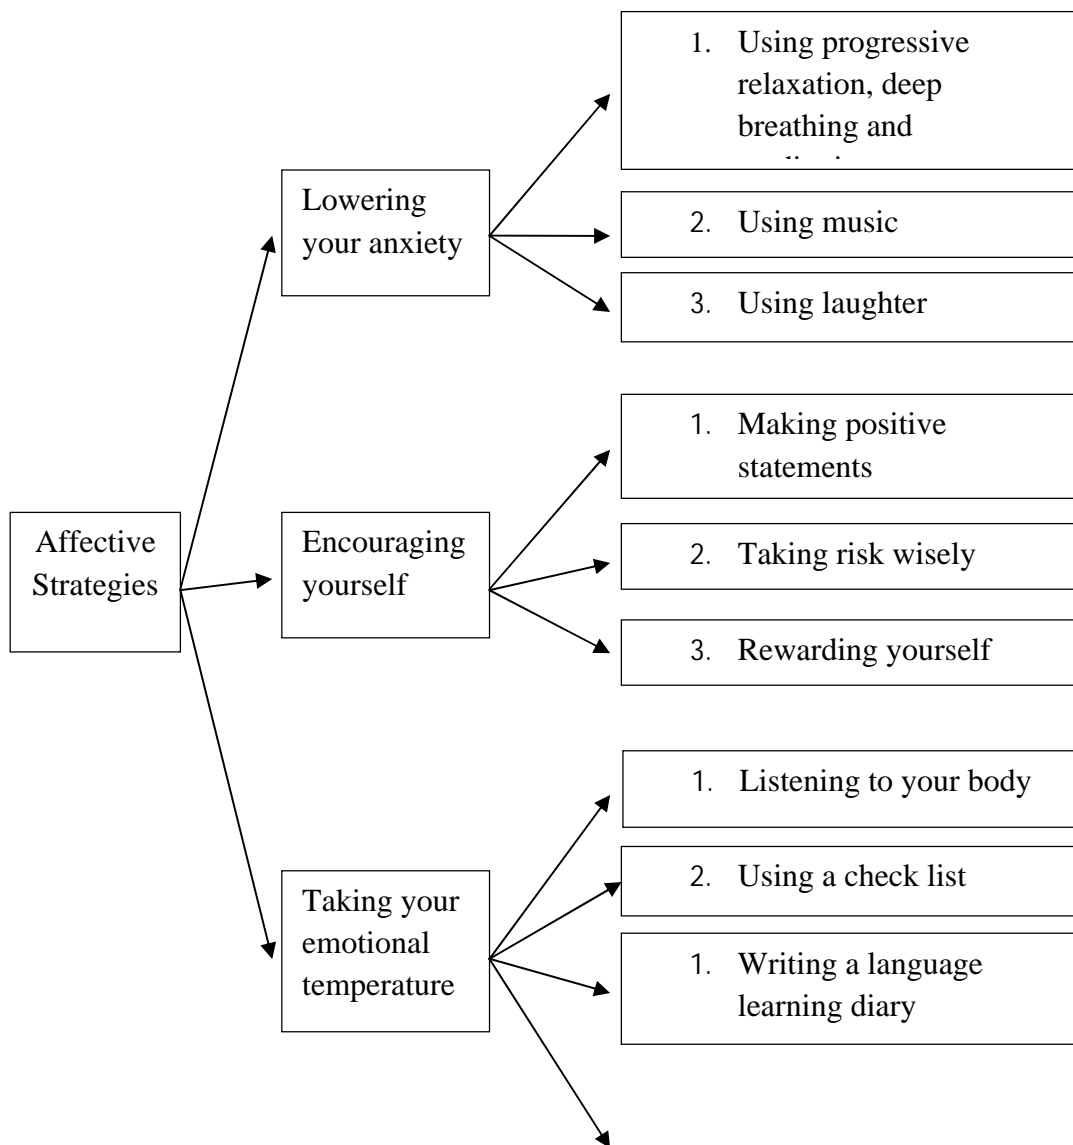 1. Using progressive
relaxation, deep
breathing and
Lowering
your anxiety
2. Using music
3. Using laughter
1. Making positive
statements
Affective
Strategies
Encouraging
yourself
2. Taking risk wisely
3. Rewarding yourself
1. Listening to your body
2. Using a check list
Taking your
emotional
temperature
1. Writing a language
learning diary